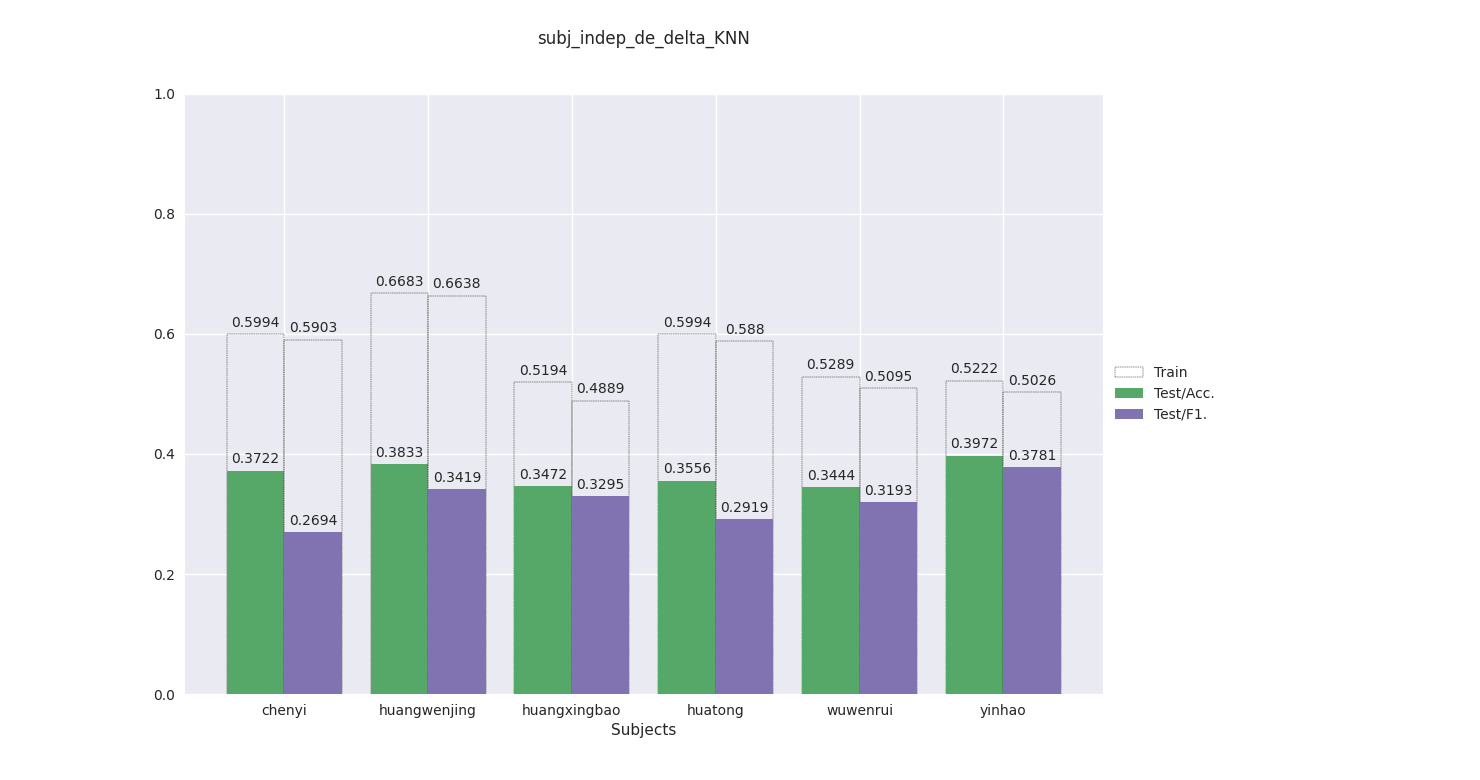 subj_indep_de_delta_KNN
1.0
0.8
0.6
0.4
0.2
0.0
0.5994
0.5903
0.3722
0.2694
0.6683
0.6638
0.3833
0.3419
0.5194
0.4889
0.3472
0.3295
0.5994
0.588
0.3556
0.2919
0.5289
0.5095
0.3444
0.3193
0.5222
0.5026
0.3972
0.3781
chenyi
huangwenjing
huangxingbao
huatong
wuwenrui
yinhao
Subjects
Train
Test/Acc.
Test/F1.